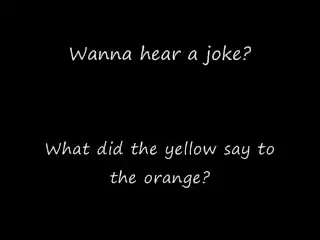 Wanna hear a joke?
What did the yellow say to
the orange?